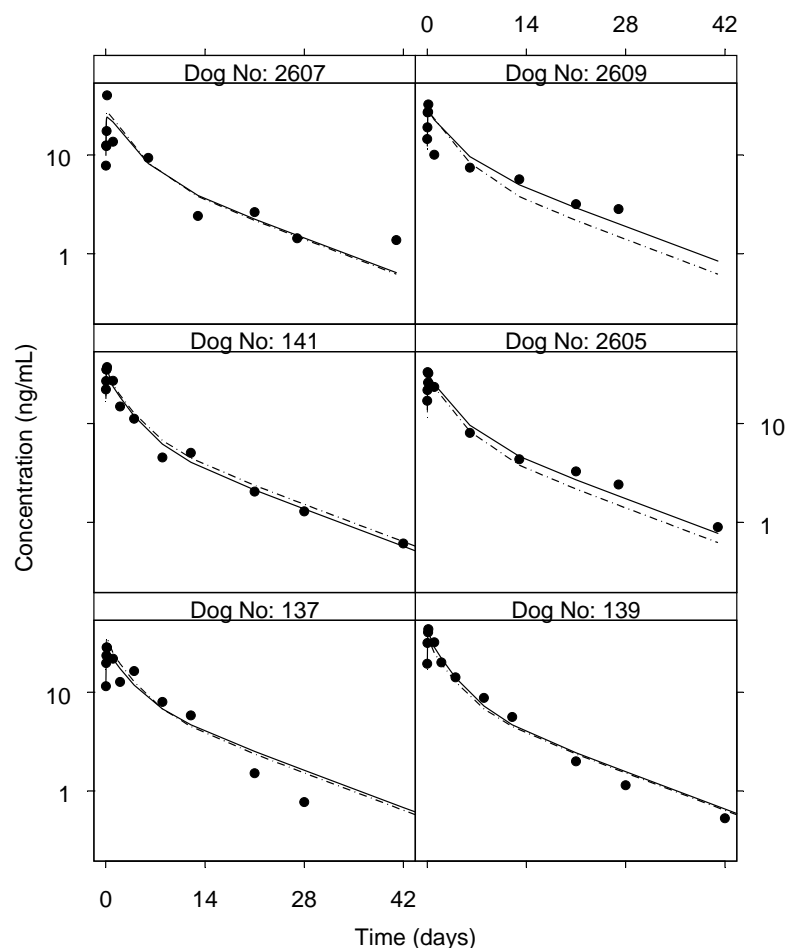 0 14 28 42
Dog No: 2607 Dog No: 2609
10
1
Dog No: 141 Dog No: 2605
10
1
Dog No: 137 Dog No: 139
10
1
0 14 28 42
Time (days)
Concentration (ng/mL)